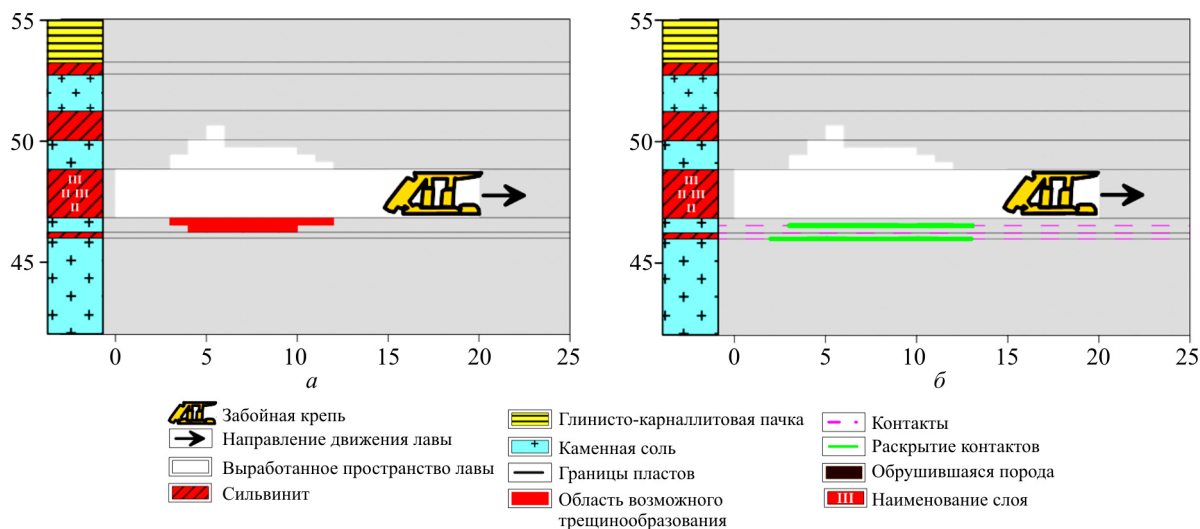 55
50
45
III
II III
II
0
5
10
15
20
25
а
55
50
45
III
II III
II
0
5
10
15
20
25
б
Забойная крепь
Направление движения лавы
Выработанное пространство лавы
Сильвинит
Глинисто-карналлитовая пачка
Каменная соль
Границы пластов
Область возможного
трещинообразования
Контакты
Раскрытие контактов
Обрушившаяся порода
III
Наименование слоя